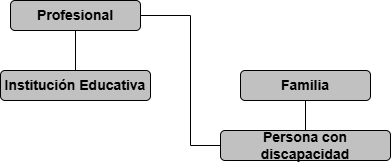 Profesional
Institución Educativa
Familia
Persona con
discapacidad